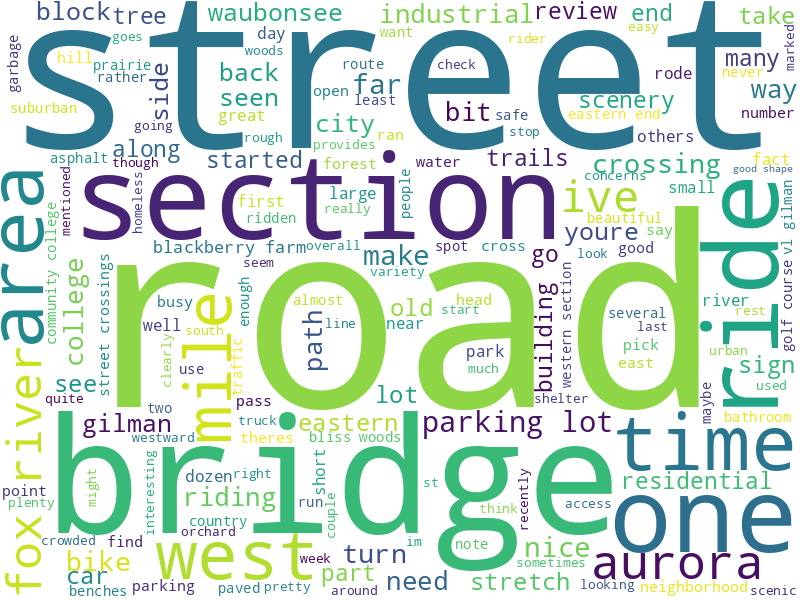 block
tree
waubonsee
industrial
review
end
take
garbage
goes
day
woods
want
rider
easy
marked
hill
prairie
rather
side
back
seen
route
far
check
rode
many
never
way
street
suburban
open
least
bit
safe
scenery
eastern end
number
going
great
city
ran
stop
others
along
rough
provides
asphalt
though
started
forest
water
trails
crossing
fact
good shape
mentioned
homeless
section
first
ridden
large
really
people
ive
concerns
small
beautiful
area
community college
college
street crossings
blackberry farm
overall
make
spot
cross
youre
look
good
say
ride
golf course
vl gilman
seem
variety
go
road
busy
enough
almost
line
old
near
head
start
building
western section
several
last
river
rest
well
path
park
pick
urban
mile
clearly
south
use
traffic
much
east
sign
used
fox river
see
lot
shelter
maybe
quite
two
pass
gilman
truck
eastern
parking lot
bathroom
westward
theres
bliss woods
time
bridge
point
plenty
might
interesting
dozen
right
short
st
riding
country
run
couple
think
recently
access
residential
one
crowded
find
orchard
im
note
nice
west
week
turn
sometimes
aurora
bike
car
part
need
stretch
looking
neighborhood
benches
parking
paved
pretty
around
scenic